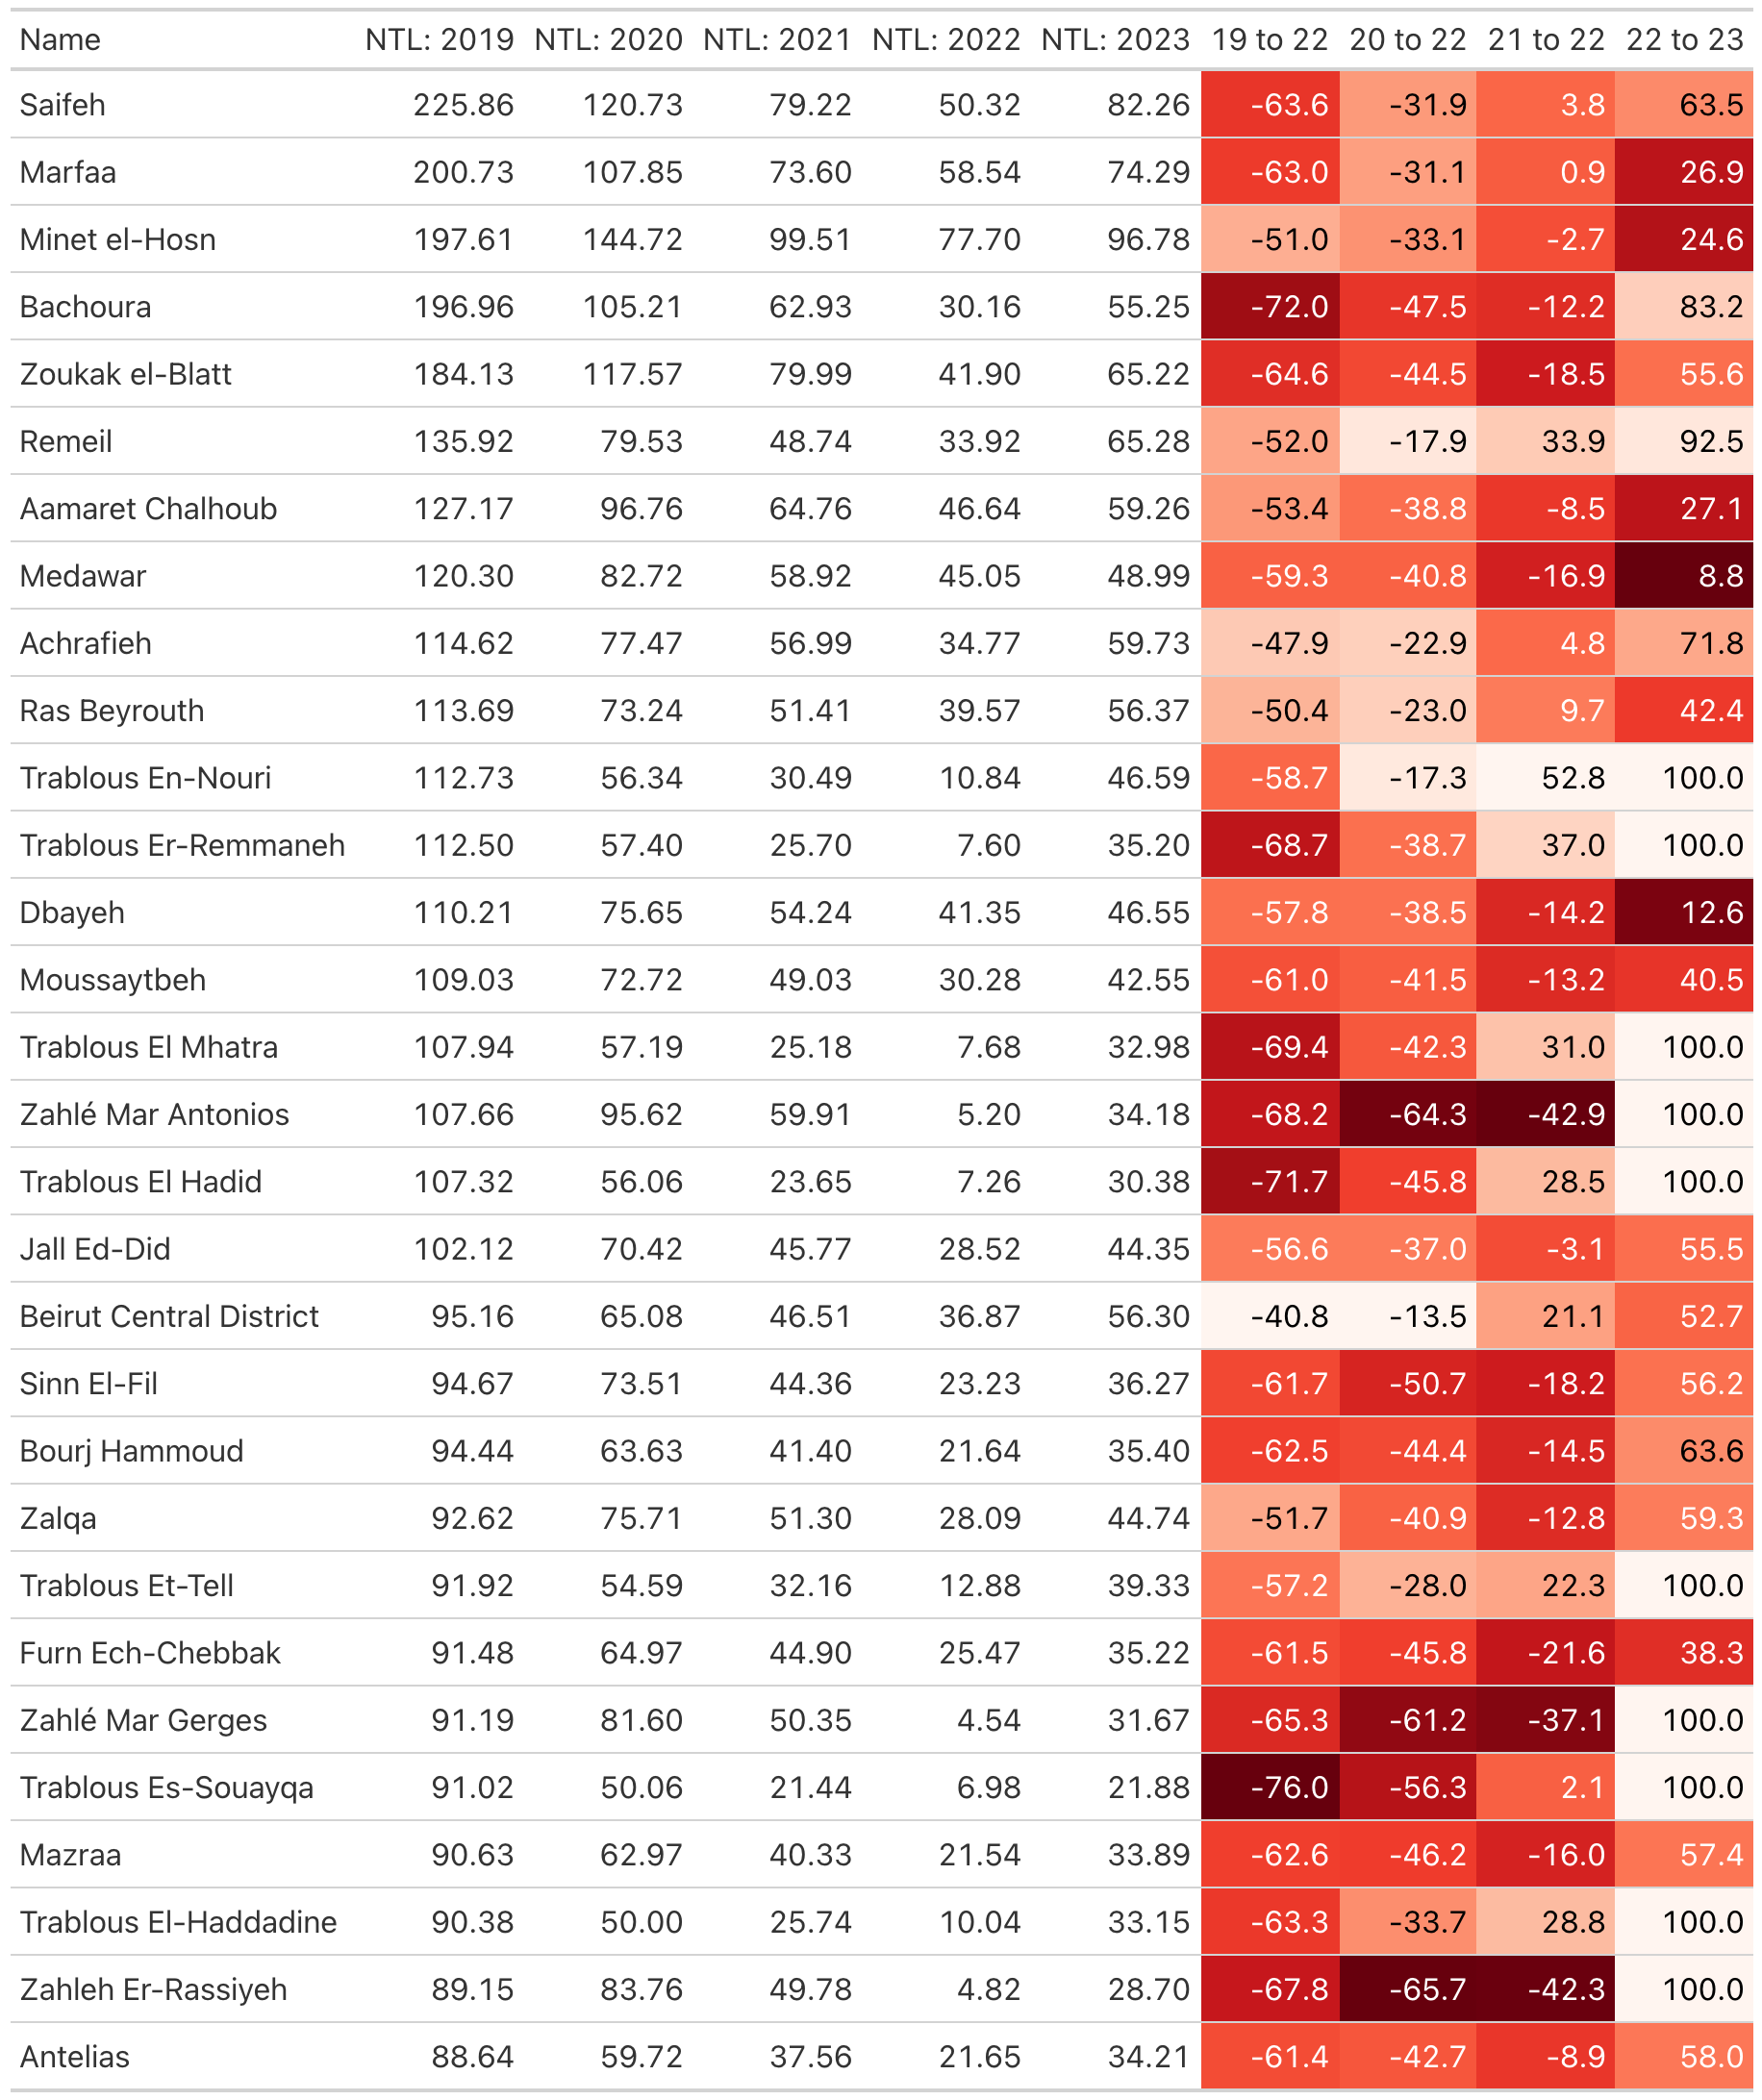 Name NTL: 2019 NTL: 2020 NTL: 2021 NTL: 2022 NTL: 2023 19 to 22 20 to 22 21 to 22 22 to 23
Saifeh 225.86 120.73 79.22 50.32 82.26 -63.6 -31.9 3.8 63.5
Marfaa 200.73 107.85 73.60 58.54 74.29 -63.0 -31.1 0.9 26.9
Minet el-Hosn 197.61 144.72 99.51 77.70 96.78 -51.0 -33.1 -2.7 24.6
Bachoura 196.96 105.21 62.93 30.16 55.25 -72.0 -47.5 -12.2 83.2
Zoukak el-Blatt 184.13 117.57 79.99 41.90 65.22 -64.6 -44.5 -18.5 55.6
Remeil 135.92 79.53 48.74 33.92 65.28 -52.0 -17.9 33.9 92.5
Aamaret Chalhoub 127.17 96.76 64.76 46.64 59.26 -53.4 -38.8 -8.5 27.1
Medawar 120.30 82.72 58.92 45.05 48.99 -59.3 -40.8 -16.9 8.8
Achrafieh 114.62 77.47 56.99 34.77 59.73 -47.9 -22.9 4.8 71.8
Ras Beyrouth 113.69 73.24 51.41 39.57 56.37 -50.4 -23.0 9.7 42.4
Trablous En-Nouri 112.73 56.34 30.49 10.84 46.59 -58.7 -17.3 52.8 100.0
Trablous Er-Remmaneh 112.50 57.40 25.70 7.60 35.20 -68.7 -38.7 37.0 100.0
Dbayeh 110.21 75.65 54.24 41.35 46.55 -57.8 -38.5 -14.2 12.6
Moussaytbeh 109.03 72.72 49.03 30.28 42.55 -61.0 -41.5 -13.2 40.5
Trablous El Mhatra 107.94 57.19 25.18 7.68 32.98 -69.4 -42.3 31.0 100.0
Zahlé Mar Antonios 107.66 95.62 59.91 5.20 34.18 -68.2 -64.3 -42.9 100.0
Trablous El Hadid 107.32 56.06 23.65 7.26 30.38 -71.7 -45.8 28.5 100.0
Jall Ed-Did 102.12 70.42 45.77 28.52 44.35 -56.6 -37.0 -3.1 55.5
Beirut Central District 95.16 65.08 46.51 36.87 56.30 -40.8 -13.5 21.1 52.7
Sinn El-Fil 94.67 73.51 44.36 23.23 36.27 -61.7 -50.7 -18.2 56.2
Bourj Hammoud 94.44 63.63 41.40 21.64 35.40 -62.5 -44.4 -14.5 63.6
Zalqa 92.62 75.71 51.30 28.09 44.74 -51.7 -40.9 -12.8 59.3
Trablous Et-Tell 91.92 54.59 32.16 12.88 39.33 -57.2 -28.0 22.3 100.0
Furn Ech-Chebbak 91.48 64.97 44.90 25.47 35.22 -61.5 -45.8 -21.6 38.3
Zahlé Mar Gerges 91.19 81.60 50.35 4.54 31.67 -65.3 -61.2 -37.1 100.0
Trablous Es-Souayqa 91.02 50.06 21.44 6.98 21.88 -76.0 -56.3 2.1 100.0
Mazraa 90.63 62.97 40.33 21.54 33.89 -62.6 -46.2 -16.0 57.4
Trablous El-Haddadine 90.38 50.00 25.74 10.04 33.15 -63.3 -33.7 28.8 100.0
Zahleh Er-Rassiyeh 89.15 83.76 49.78 4.82 28.70 -67.8 -65.7 -42.3 100.0
Antelias 88.64 59.72 37.56 21.65 34.21 -61.4 -42.7 -8.9 58.0